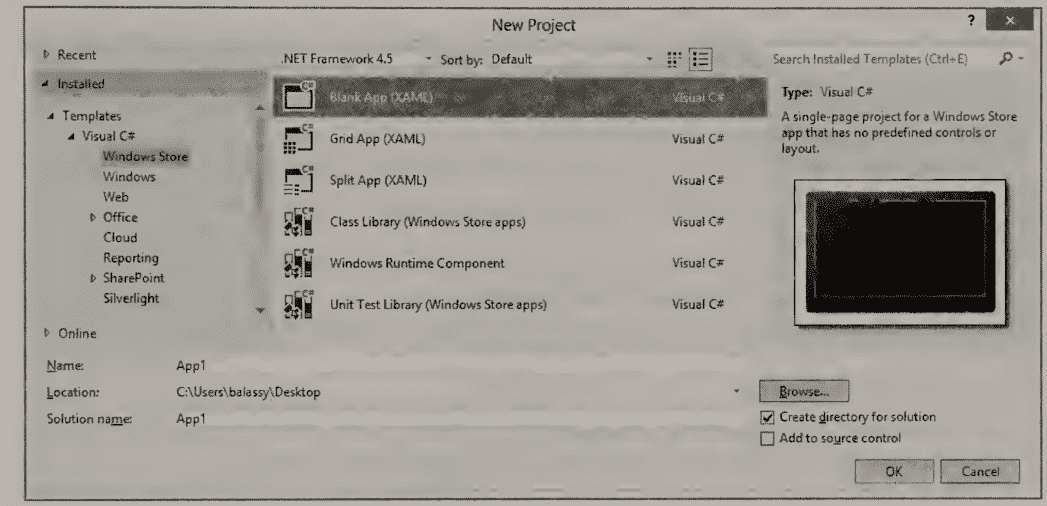 New Project
?
x
Recent
Installed
Templates
Visual C#
Windows Store
Windows
Web
Office
Cloud
Reporting
SharePoint
Silverlight
Online
.NET Framework 4.5
Sort by: Default
Blank App (XAML) Visual C#
Grid App (XAML) Visual C#
Split App (XAML) Visual C#
Class Library (Windows Store apps) Visual C#
Windows Runtime Component Visual C#
Unit Test Library (Windows Store apps) Visual C#
Search Installed Templates (Ctrl+E)
Type: Visual C#
A single-page project for a Windows Store
app that has no predefined controls or
layout.
Name: App1
Location: C:\Users\balassy\Desktop
Browse...
Solution name: App1
Create directory for solution
Add to source control
OK
Cancel